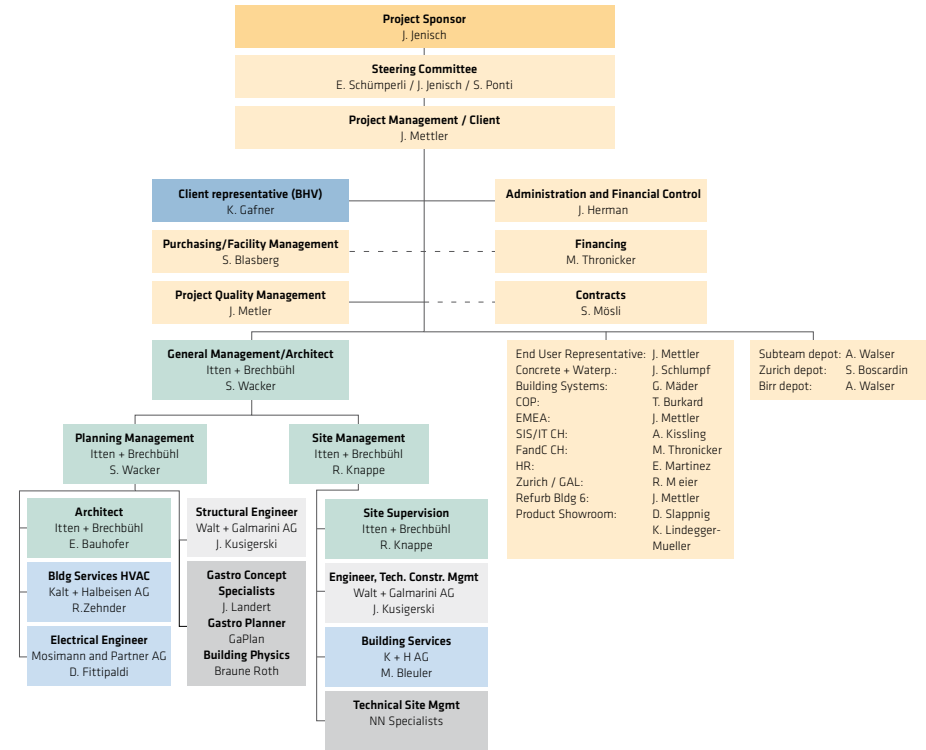 Project Sponsor
J. Jenisch
Steering Committee
E. Schümperli / J. Jenisch / S. Ponti
Project Management / Client
J. Mettler
Client representative (BHV)
K. Gafner
Administration and Financial Control
J. Herman
Purchasing/Facility Management
S. Blasberg
Financing
M. Thronicker
Project Quality Management
J. Metler
Contracts
S. Mösli
General Management/Architect
Itten + Brechbühl
S. Wacker
End User Representative: J. Mettler
Concrete + Waterp.: J. Schlumpf
Building Systems: G. Mäder
COP: T. Burkard
EMEA: J. Mettler
SIS/IT CH: A. Kissling
FandC CH: M. Thronicker
HR: E. Martinez
Zurich / GAL: R. M eier
Refurb Bldg 6: J. Mettler
Product Showroom: D. Slappnig
K. Lindegger-
Mueller
Subteam depot: A. Walser
Zurich depot: S. Boscardin
Birr depot: A. Walser
Planning Management
Itten + Brechbühl
S. Wacker
Site Management
Itten + Brechbühl
R. Knappe
Architect
Itten + Brechbühl
E. Bauhofer
Bldg Services HVAC
Kalt + Halbeisen AG
R.Zehnder
Electrical Engineer
Mosimann and Partner AG
D. Fittipaldi
Structural Engineer
Walt + Galmarini AG
J. Kusigerski
Gastro Concept
Specialists
J. Landert
Gastro Planner
GaPlan
Building Physics
Braune Roth
Site Supervision
Itten + Brechbühl
R. Knappe
Engineer, Tech. Constr. Mgmt
Walt + Galmarini AG
J. Kusigerski
Building Services
K + H AG
M. Bleuler
Technical Site Mgmt
NN Specialists